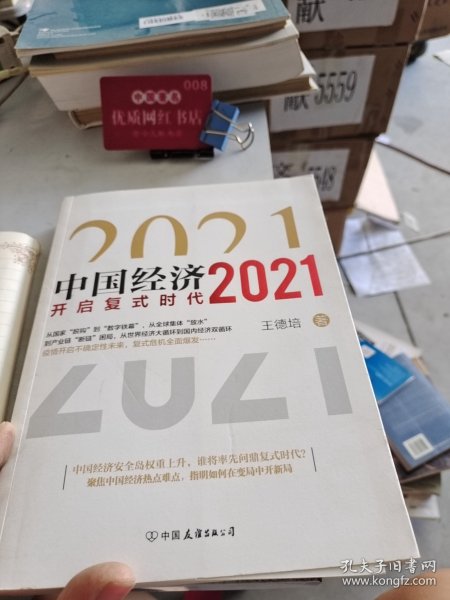 008
中国书店
优质网红书店
献
献 5559
548
2021
中国经济2021
开启复式时代
王德培 著
从国家“脱钩”到“数字铁幕”，从全球集体“放水”
到产业链“断链”困局，从世界经济大循环到国内经济双循环
疫情开启不确定性未来，复式危机全面爆发……
2021
中国经济安全岛权重上升，谁将率先问鼎复式时代？
聚焦中国经济热点难点，指明如何在变局中开新局
中国友谊出版公司
孔夫子旧书网
www.kongfz.com